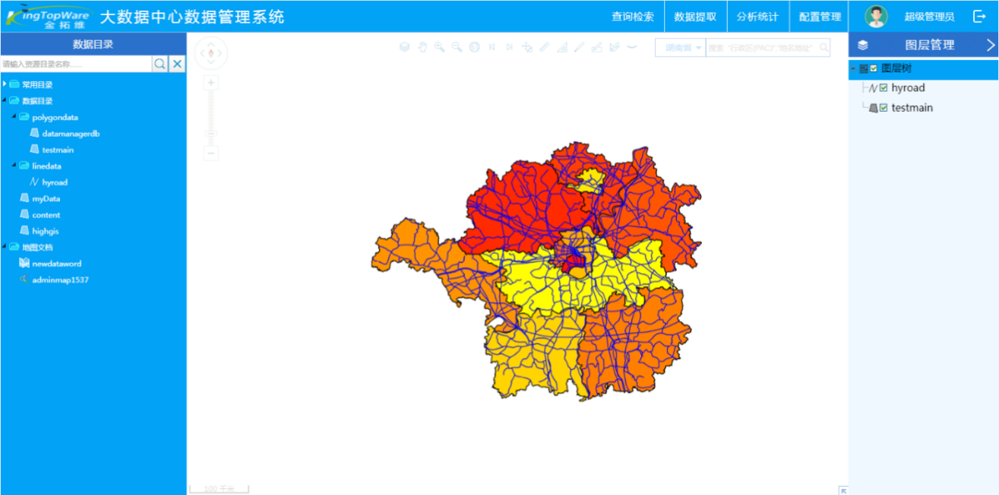 KingTopWare
金拓维
大数据中心数据管理系统
查询检索
数据提取
分析统计
配置管理
超级管理员
数据目录
请输入资源目录名称......
常用目录
数据目录
polygondata
datamanagerdb
testmain
linedata
hyroad
myData
content
highgis
地图文档
newdataword
adminmap1537
湖南省
搜索 "行政区(PAC)","地名地址"
图层管理
图层树
hyroad
testmain
100 千米